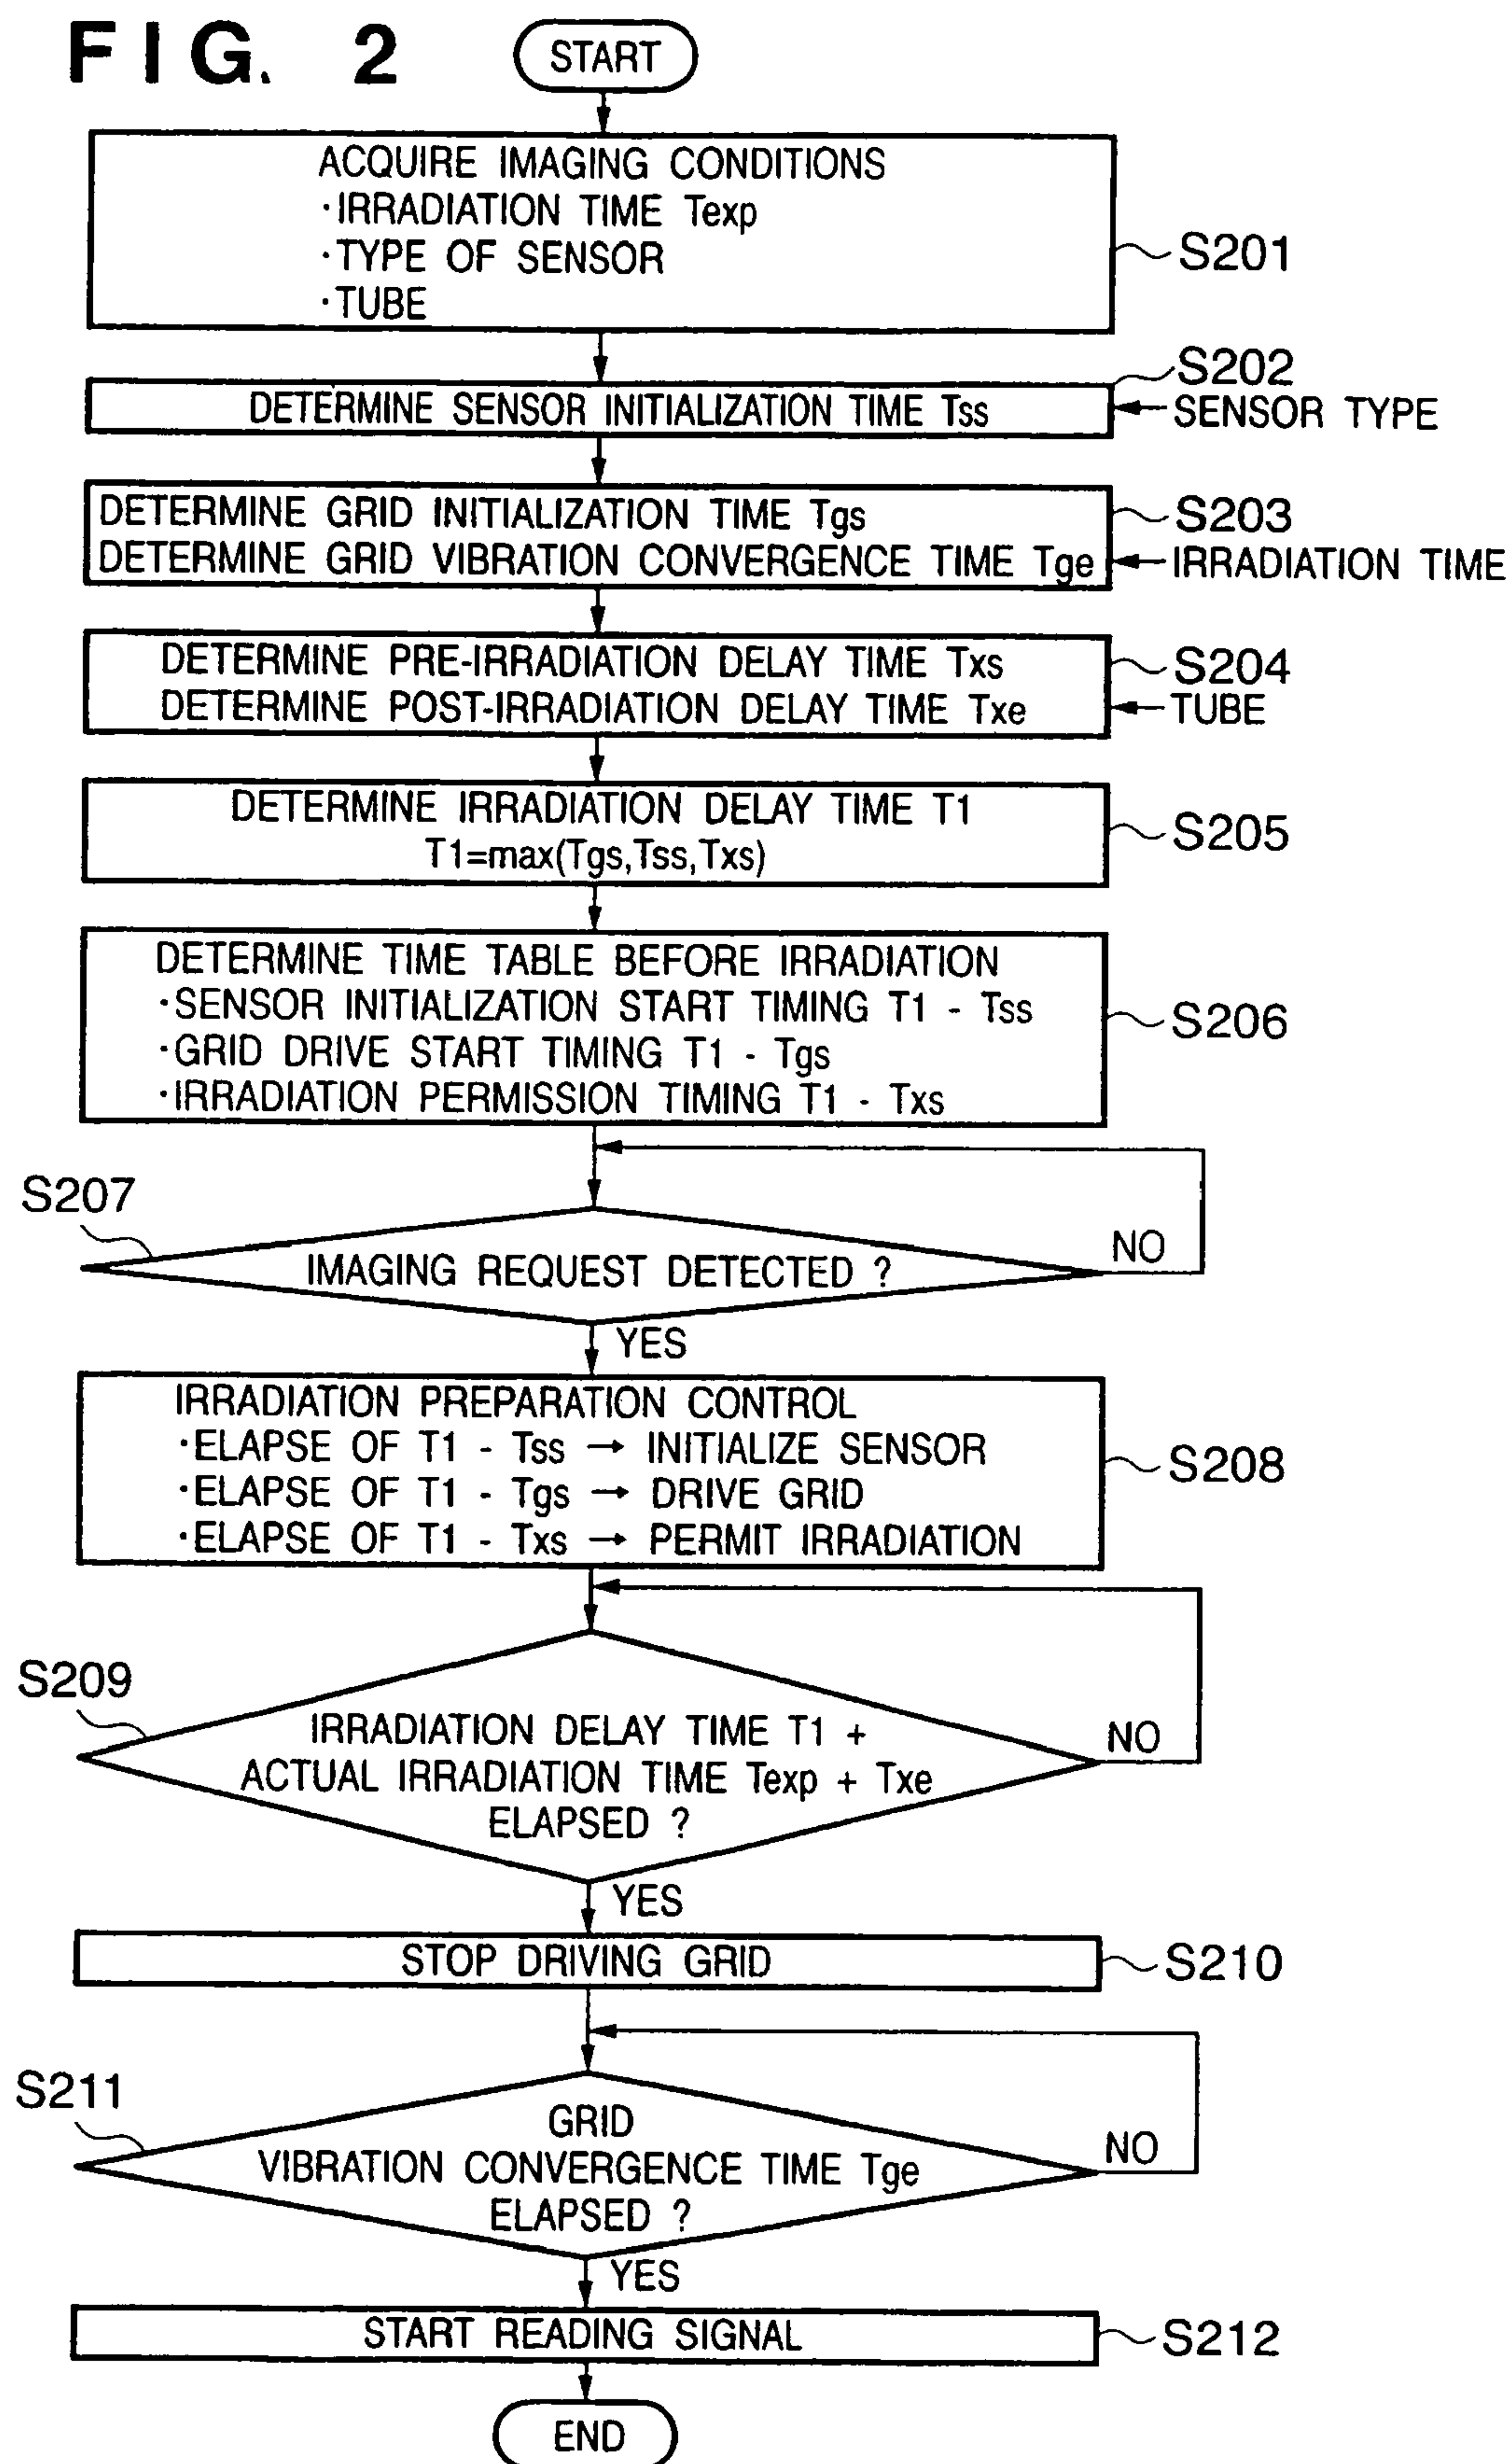 FIG. 2
START
ACQUIRE IMAGING CONDITIONS
·IRRADIATION TIME Texp
·TYPE OF SENSOR
·TUBE
S201
S202
DETERMINE SENSOR INITIALIZATION TIME Tss
SENSOR TYPE
DETERMINE GRID INITIALIZATION TIME Tgs
S203
DETERMINE GRID VIBRATION CONVERGENCE TIME Tge
IRRADIATION TIME
DETERMINE PRE-IRRADIATION DELAY TIME Txs
S204
DETERMINE POST-IRRADIATION DELAY TIME Txe
TUBE
DETERMINE IRRADIATION DELAY TIME T1
T1=max(Tgs,Tss,Txs)
S205
DETERMINE TIME TABLE BEFORE IRRADIATION
·SENSOR INITIALIZATION START TIMING T1 - Tss
·GRID DRIVE START TIMING T1 - Tgs
·IRRADIATION PERMISSION TIMING T1 - Txs
S206
S207
IMAGING REQUEST DETECTED ?
NO
YES
IRRADIATION PREPARATION CONTROL
·ELAPSE OF T1 - Tss → INITIALIZE SENSOR
·ELAPSE OF T1 - Tgs → DRIVE GRID
·ELAPSE OF T1 - Txs → PERMIT IRRADIATION
S208
S209
IRRADIATION DELAY TIME T1 +
ACTUAL IRRADIATION TIME Texp + Txe
ELAPSED ?
NO
YES
STOP DRIVING GRID
S210
S211
GRID
VIBRATION CONVERGENCE TIME Tge
ELAPSED ?
NO
YES
START READING SIGNAL
S212
END